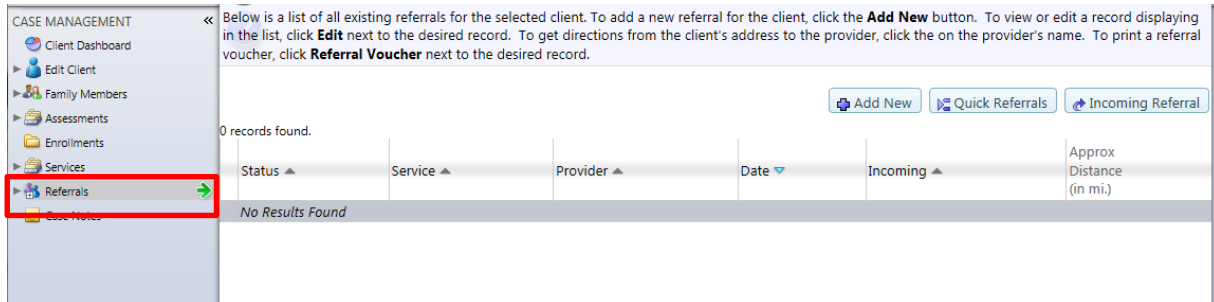 CASE MANAGEMENT «
Client Dashboard
Edit Client
Family Members
Assessments
Enrollments
Services
Referrals
Case Notes
Below is a list of all existing referrals for the selected client. To add a new referral for the client, click the Add New button. To view or edit a record displaying
in the list, click Edit next to the desired record. To get directions from the client's address to the provider, click the on the provider's name. To print a referral
voucher, click Referral Voucher next to the desired record.
Add New Quick Referrals Incoming Referral
0 records found.
Status Service Provider Date Incoming Approx
Distance
(in mi.)
No Results Found